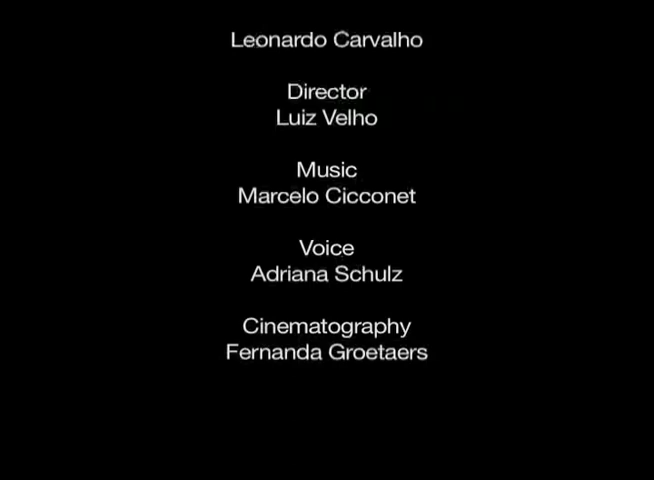 Leonardo Carvalho
Director
Luiz Velho
Music
Marcelo Cicconet
Voice
Adriana Schulz
Cinematography
Fernanda Groetaers